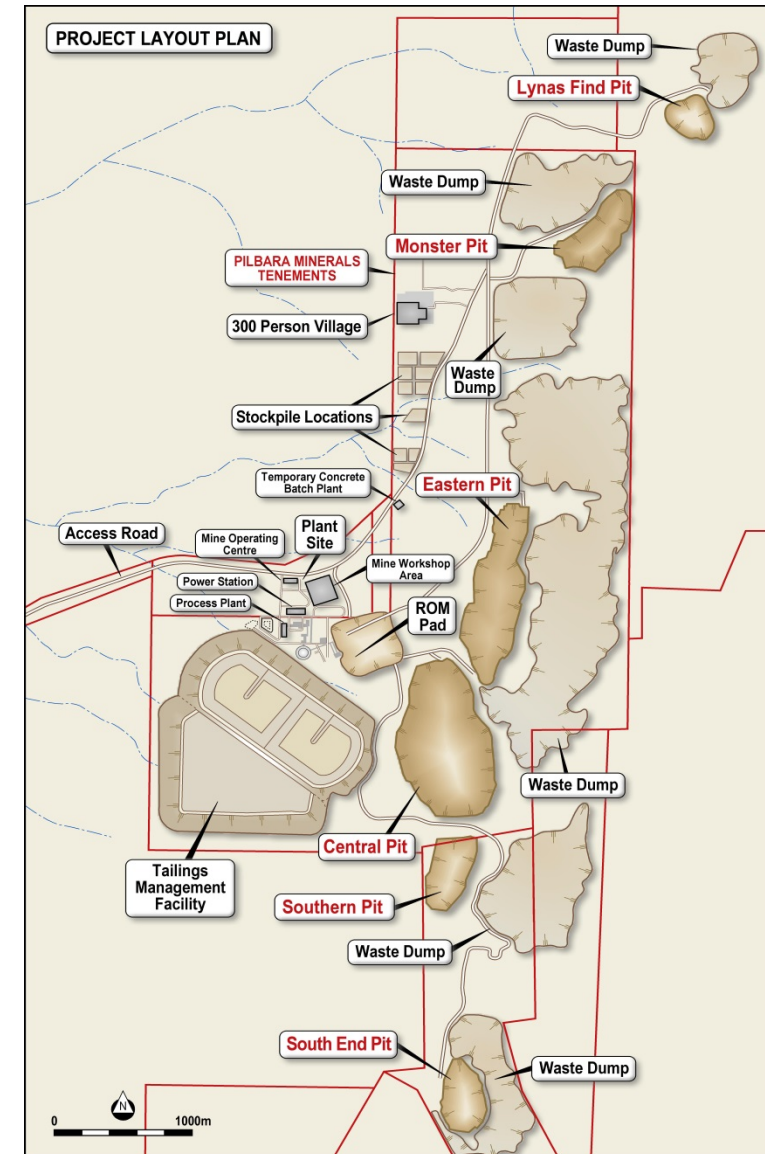 PROJECT LAYOUT PLAN
Waste Dump
Lynas Find Pit
Waste Dump
Monster Pit
PILBARA MINERALS
TENEMENTS
300 Person Village
Waste
Dump
Stockpile Locations
Temporary Concrete
Batch Plant
Eastern Pit
Access Road
Mine Operating
Centre
Plant
Site
Mine Workshop
Area
Power Station
Process Plant
ROM
Pad
Waste Dump
Central Pit
Tailings
Management
Facility
Southern Pit
Waste Dump
South End Pit
Waste Dump
N
0 1000m